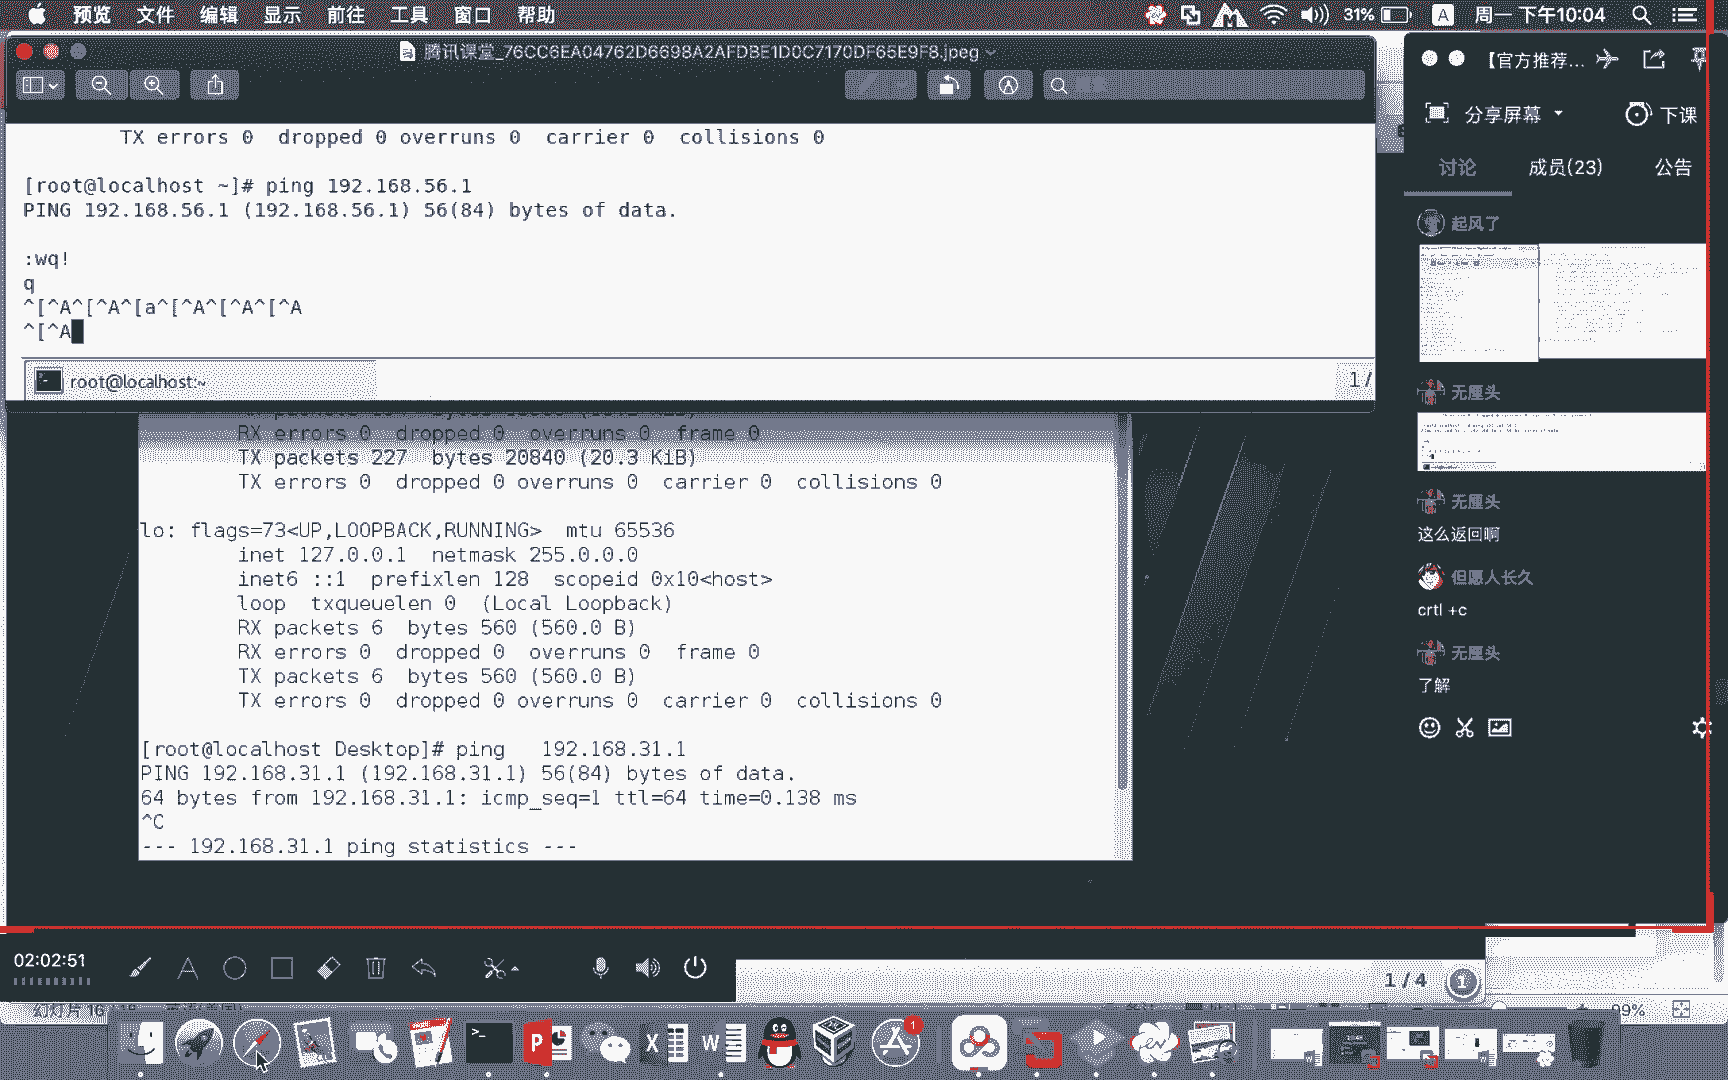 预览 文件 编辑 显示 前往 工具 窗口 帮助 31% A 周一 下午10:04
腾讯课堂_76CC6EA04762D6698A2AFDBE1D0C7170DF65E9F8.jpeg
TX errors 0 dropped 0 overruns 0 carrier 0 collisions 0
[root@localhost ~]# ping 192.168.56.1
PING 192.168.56.1 (192.168.56.1) 56(84) bytes of data.
:wq!
q
^[^A^[^A^[a^[^A^[^A^[^A
^[^A
root@localhost:~
1/
RX errors 0 dropped 0 overruns 0 frame 0
TX packets 227 bytes 20840 (20.3 KiB)
TX errors 0 dropped 0 overruns 0 carrier 0 collisions 0
lo: flags=73<UP,LOOPBACK,RUNNING> mtu 65536
inet 127.0.0.1 netmask 255.0.0.0
inet6 ::1 prefixlen 128 scopeid 0x10<host>
loop txqueuelen 0 (Local Loopback)
RX packets 6 bytes 560 (560.0 B)
RX errors 0 dropped 0 overruns 0 frame 0
TX packets 6 bytes 560 (560.0 B)
TX errors 0 dropped 0 overruns 0 carrier 0 collisions 0
[root@localhost Desktop]# ping 192.168.31.1
PING 192.168.31.1 (192.168.31.1) 56(84) bytes of data.
64 bytes from 192.168.31.1: icmp_seq=1 ttl=64 time=0.138 ms
^C
--- 192.168.31.1 ping statistics ---
【官方推荐...
分享屏幕 下课
讨论 成员(23) 公告
起风了
无厘头
无厘头
这么返回啊
但愿人长久
crtl +c
无厘头
了解
02:02:51
1 / 4 1
99%
1